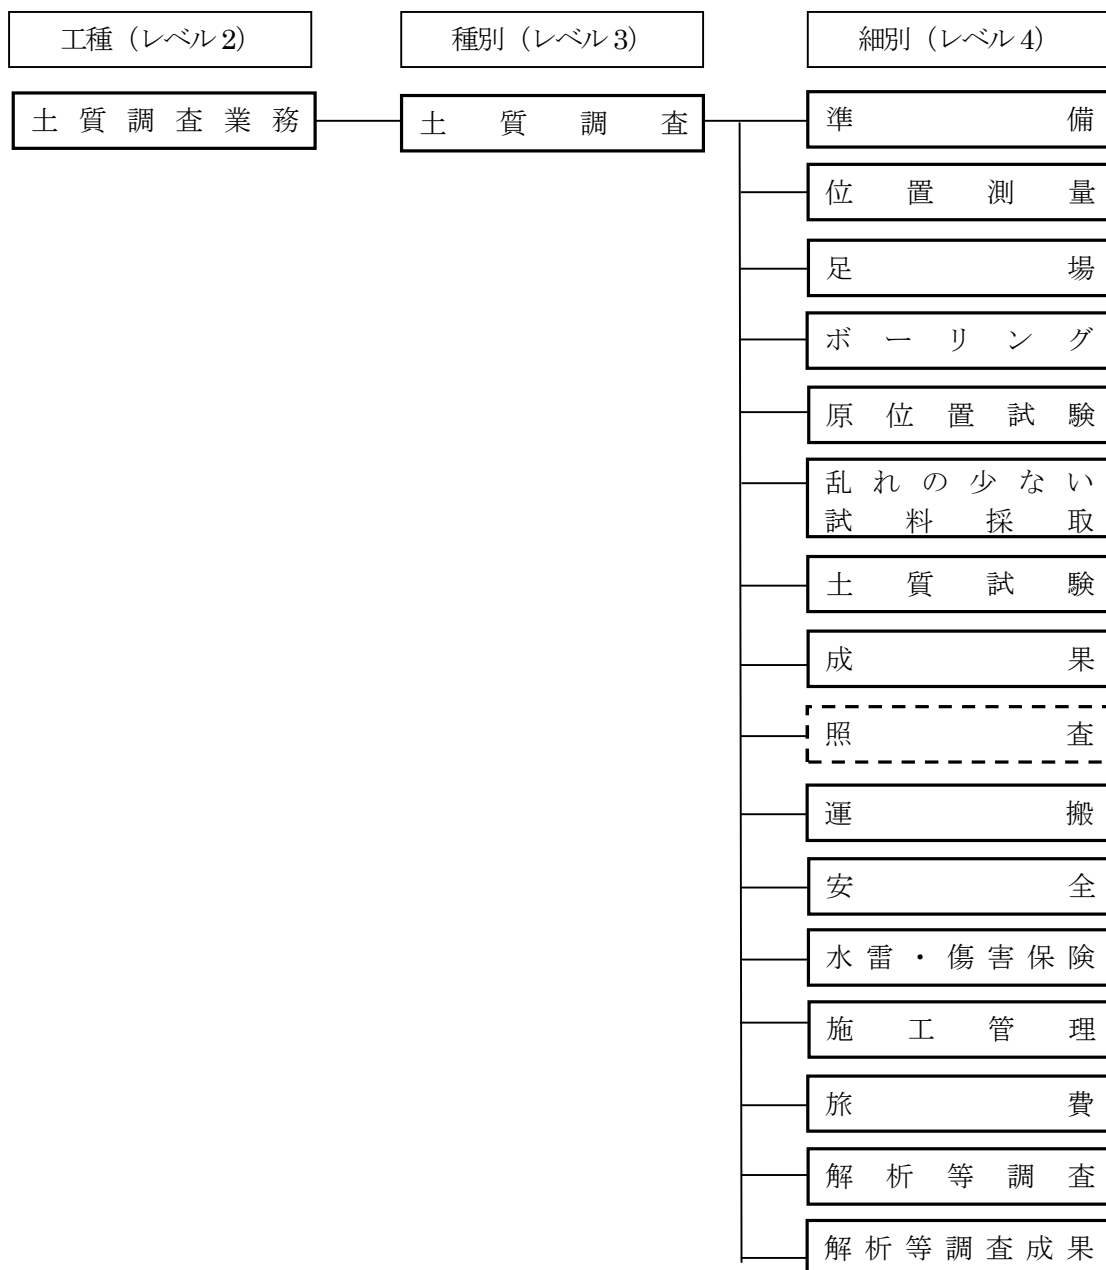 工種（レベル2）
種別（レベル3）
細別（レベル4）
土質調査業務
土質調査
準備
位置測量
足場
ボーリング
原位置試験
乱れの少ない
試料採取
土質試験
成果
照査
運搬
安全
水雷・傷害保険
施工管理
旅費
解析等調査
解析等調査成果